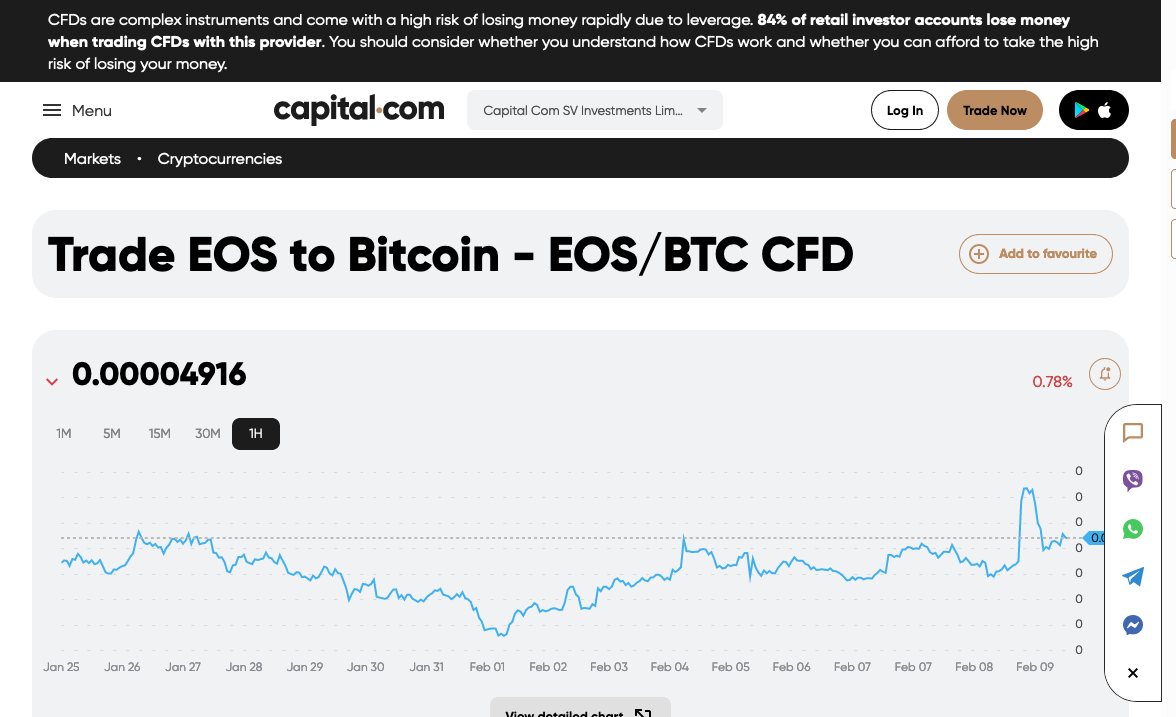 CFDs are complex instruments and come with a high risk of losing money rapidly due to leverage. 84% of retail investor accounts lose money
when trading CFDs with this provider. You should consider whether you understand how CFDs work and whether you can afford to take the high
risk of losing your money.
Menu
capital.com
Capital Com SV Investments Lim...
Log In
Trade Now
Markets • Cryptocurrencies
Trade EOS to Bitcoin - EOS/BTC CFD
Add to favourite
0.00004916
0.78%
1M 5M 15M 30M 1H
0
0
0
0.0
0
0
0
0
0
Jan 25 Jan 26 Jan 27 Jan 28 Jan 29 Jan 30 Jan 31 Feb 01 Feb 02 Feb 03 Feb 04 Feb 05 Feb 06 Feb 07 Feb 07 Feb 08 Feb 09
View detailed chart